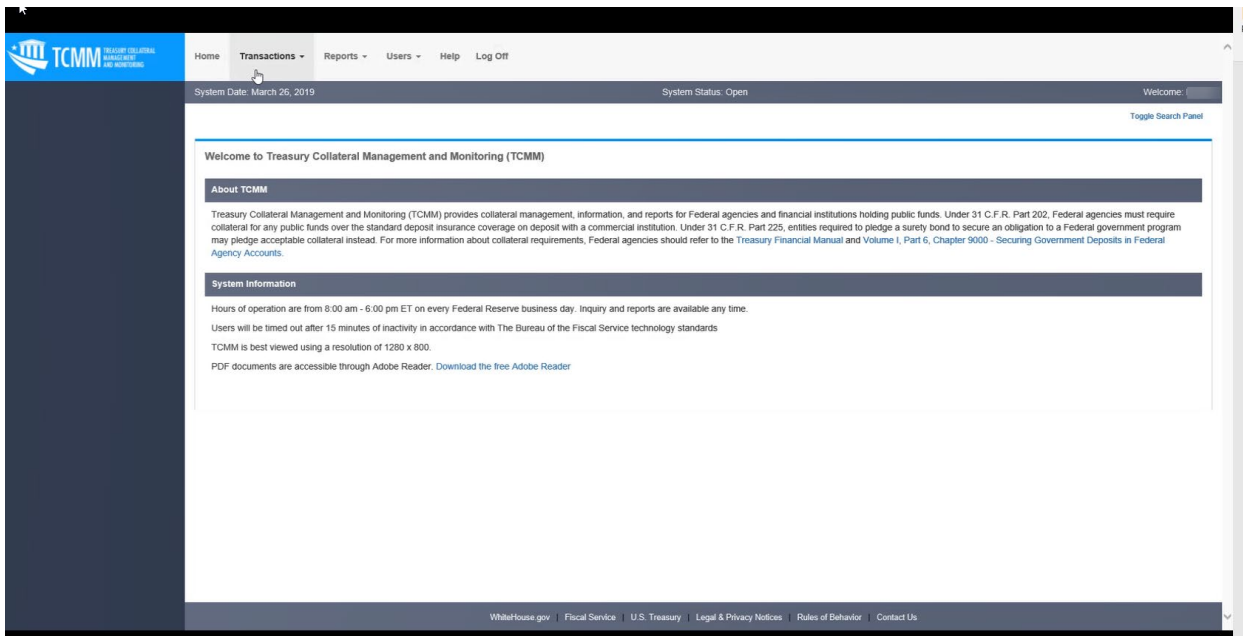 TCMM TREASURY COLLATERAL
MANAGEMENT
AND MONITORING
Home Transactions Reports Users Help Log Off
System Date: March 26, 2019 System Status: Open Welcome:
Toggle Search Panel
Welcome to Treasury Collateral Management and Monitoring (TCMM)
About TCMM
Treasury Collateral Management and Monitoring (TCMM) provides collateral management, information, and reports for Federal agencies and financial institutions holding public funds. Under 31 C.F.R. Part 202, Federal agencies must require
collateral for any public funds over the standard deposit insurance coverage on deposit with a commercial institution. Under 31 C.F.R. Part 225, entities required to pledge a surety bond to secure an obligation to a Federal government program
may pledge acceptable collateral instead. For more information about collateral requirements, Federal agencies should refer to the Treasury Financial Manual and Volume I, Part 6, Chapter 9000 - Securing Government Deposits in Federal
Agency Accounts.
System Information
Hours of operation are from 8:00 am - 6:00 pm ET on every Federal Reserve business day. Inquiry and reports are available any time.
Users will be timed out after 15 minutes of inactivity in accordance with The Bureau of the Fiscal Service technology standards
TCMM is best viewed using a resolution of 1280 x 800.
PDF documents are accessible through Adobe Reader. Download the free Adobe Reader
WhiteHouse.gov | Fiscal Service | U.S. Treasury | Legal & Privacy Notices | Rules of Behavior | Contact Us